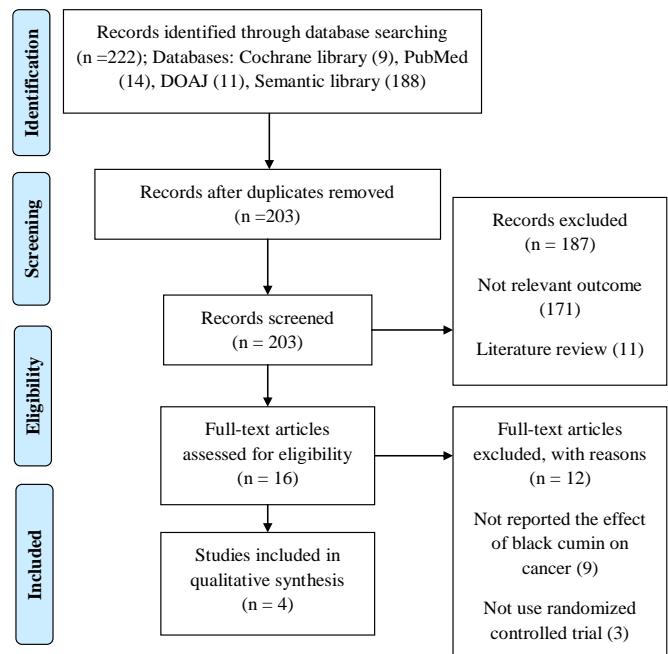 Identification
Records identified through database searching
(n =222); Databases: Cochrane library (9), PubMed
(14), DOAJ (11), Semantic library (188)
Screening
Records after duplicates removed
(n =203)
Records screened
(n = 203)
Records excluded
(n = 187)
Not relevant outcome
(171)
Literature review (11)
Eligibility
Full-text articles
assessed for eligibility
(n = 16)
Full-text articles
excluded, with reasons
(n = 12)
Not reported the effect
of black cumin on
cancer (9)
Not use randomized
controlled trial (3)
Included
Studies included in
qualitative synthesis
(n = 4)